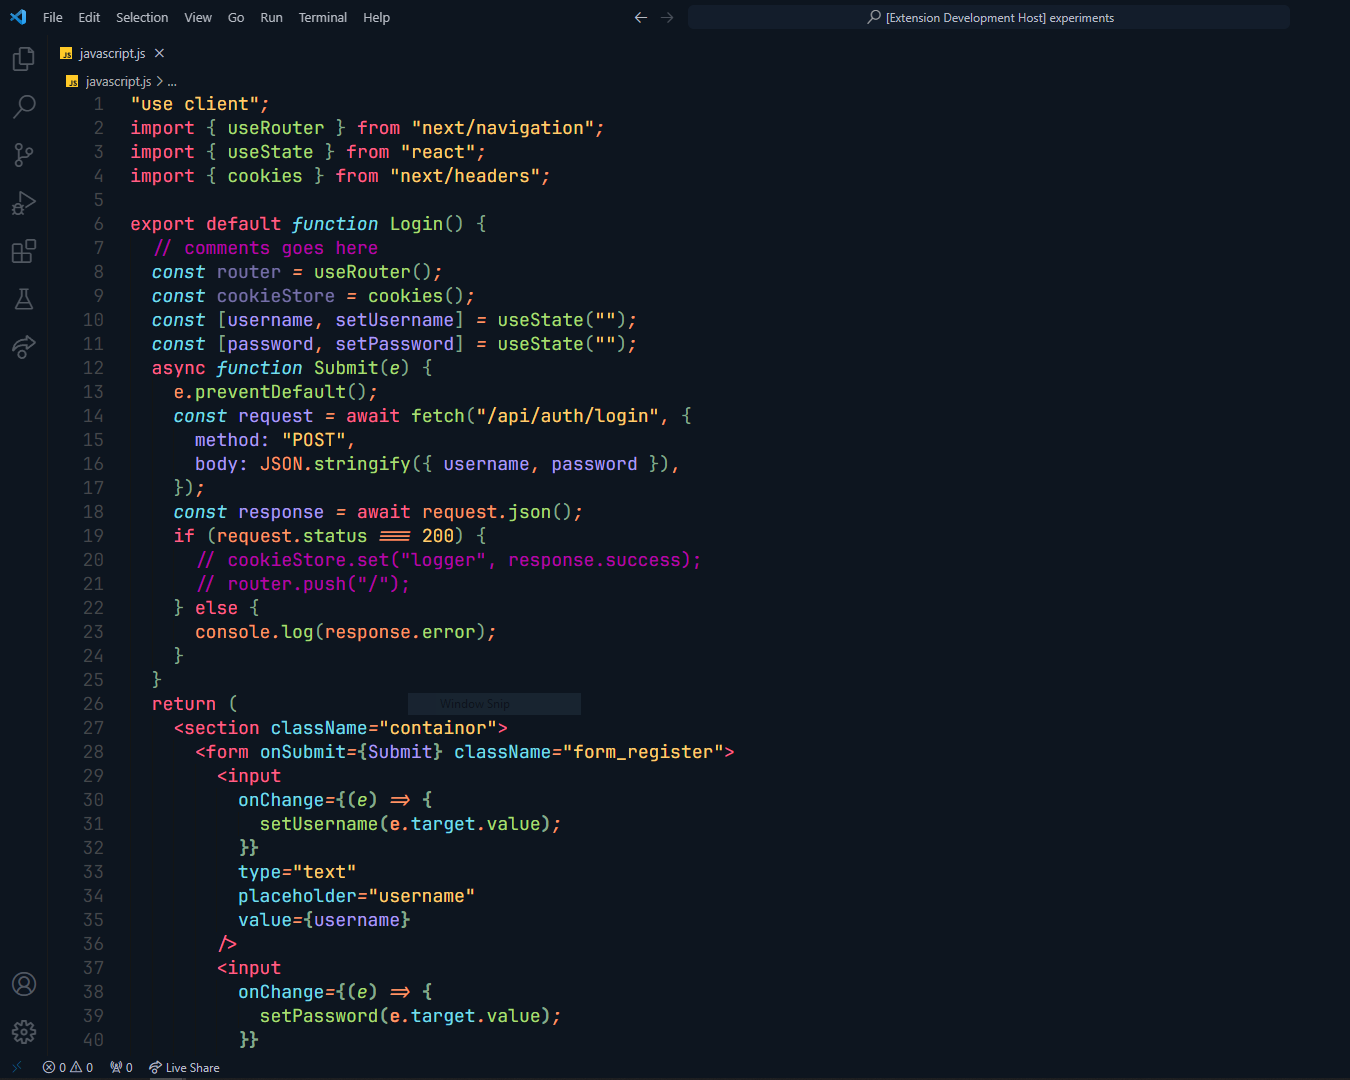 File Edit Selection View Go Run Terminal Help
[Extension Development Host] experiments
JS javascript.js
JS javascript.js > ...
1 "use client";
2 import { useRouter } from "next/navigation";
3 import { useState } from "react";
4 import { cookies } from "next/headers";
5
6 export default function Login() {
7 // comments goes here
8 const router = useRouter();
9 const cookieStore = cookies();
10 const [username, setUsername] = useState("");
11 const [password, setPassword] = useState("");
12 async function Submit(e) {
13 e.preventDefault();
14 const request = await fetch("/api/auth/login", {
15 method: "POST",
16 body: JSON.stringify({ username, password }),
17 });
18 const response = await request.json();
19 if (request.status === 200) {
20 // cookieStore.set("logger", response.success);
21 // router.push("/");
22 } else {
23 console.log(response.error);
24 }
25 }
26 return (
Window Snip
27 <section className="containor">
28 <form onSubmit={Submit} className="form_register">
29 <input
30 onChange={(e) => {
31 setUsername(e.target.value);
32 }}
33 type="text"
34 placeholder="username"
35 value={username}
36 />
37 <input
38 onChange={(e) => {
39 setPassword(e.target.value);
40 }}
0 0 0 Live Share